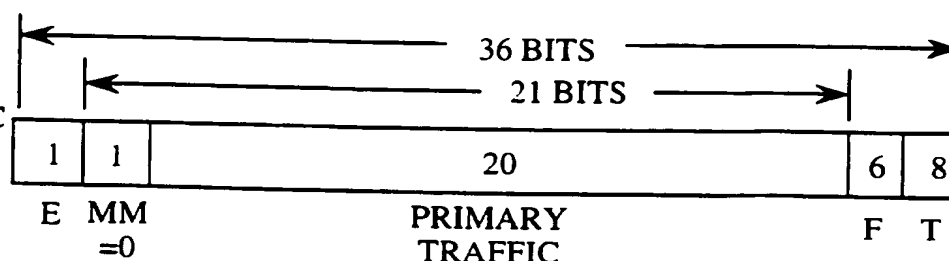 36 BITS
21 BITS
1 1 20 6 8
E MM PRIMARY F T
=0 TRAFFIC